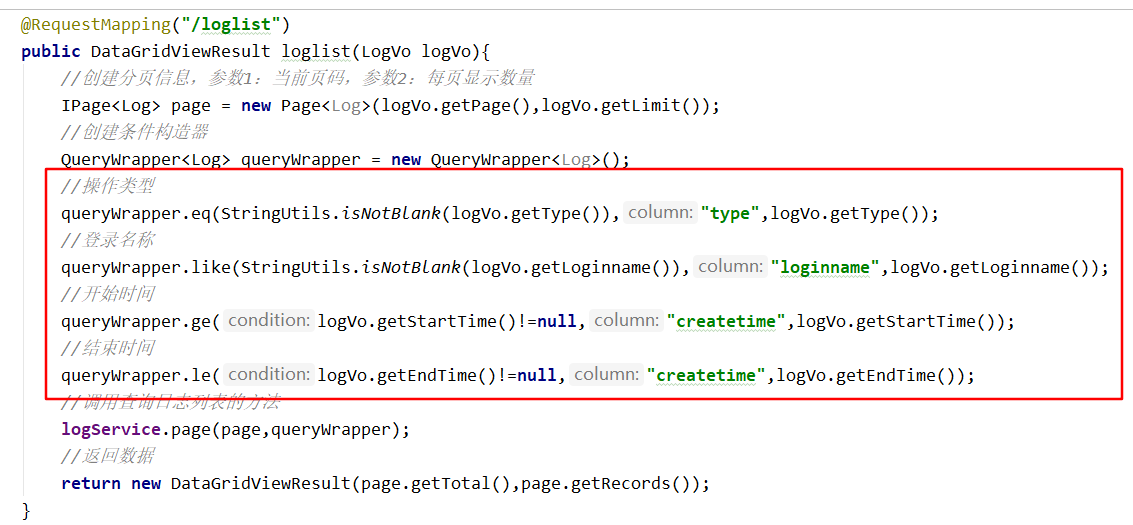 @RequestMapping("/loglist")
public DataGridViewResult loglist(LogVo logVo){
//创建分页信息，参数1：当前页码，参数2：每页显示数量
IPage<Log> page = new Page<Log>(logVo.getPage(),logVo.getLimit());
//创建条件构造器
QueryWrapper<Log> queryWrapper = new QueryWrapper<Log>();
//操作类型
queryWrapper.eq(StringUtils.isNotBlank(logVo.getType()), column: "type",logVo.getType());
//登录名称
queryWrapper.like(StringUtils.isNotBlank(logVo.getLoginname()), column: "loginname",logVo.getLoginname());
//开始时间
queryWrapper.ge( condition: logVo.getStartTime()!=null, column: "createtime",logVo.getStartTime());
//结束时间
queryWrapper.le( condition: logVo.getEndTime()!=null, column: "createtime",logVo.getEndTime());
//调用查询日志列表的方法
logService.page(page,queryWrapper);
//返回数据
return new DataGridViewResult(page.getTotal(),page.getRecords());
}